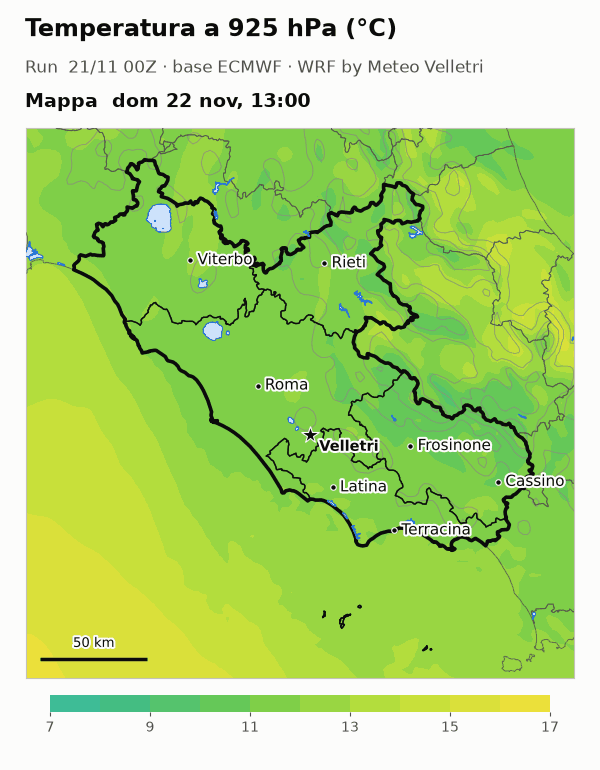 Temperatura a 925 hPa (°C)
Run  21/11 00Z · base ECMWF · WRF by Meteo Velletri
Mappa  dom 22 nov, 13:00
Viterbo
Rieti
Roma
Velletri
Frosinone
Latina
Cassino
Terracina
50 km
7 9 11 13 15 17